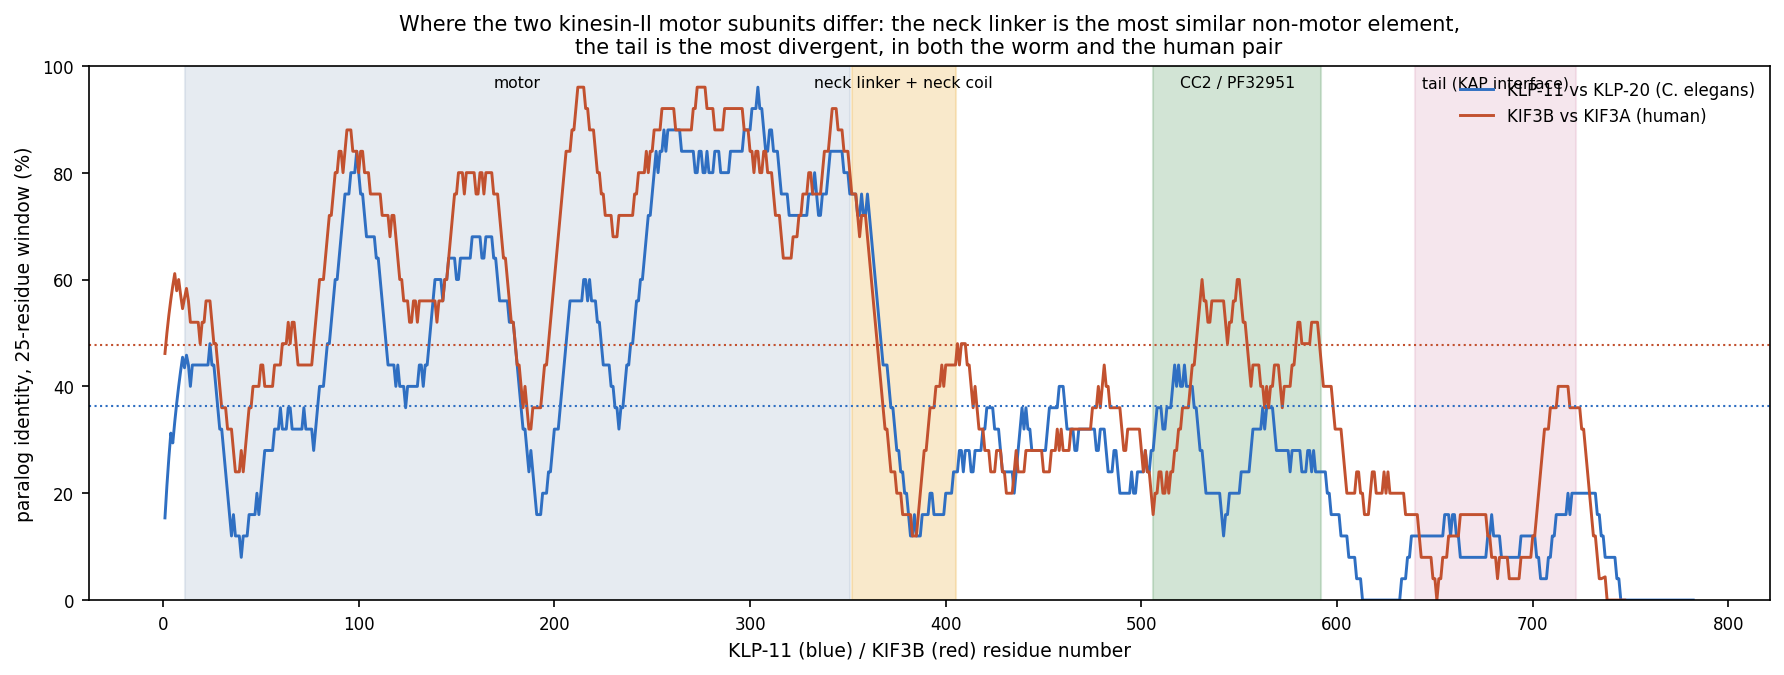 Where the two kinesin-II motor subunits differ: the neck linker is the most similar non-motor element,
the tail is the most divergent, in both the worm and the human pair
motor
neck linker + neck coil
CC2 / PF32951
tail (KAP interface)
KLP-11 vs KLP-20 (C. elegans)
KIF3B vs KIF3A (human)
paralog identity, 25-residue window (%)
100
80
60
40
20
0
0 100 200 300 400 500 600 700 800
KLP-11 (blue) / KIF3B (red) residue number